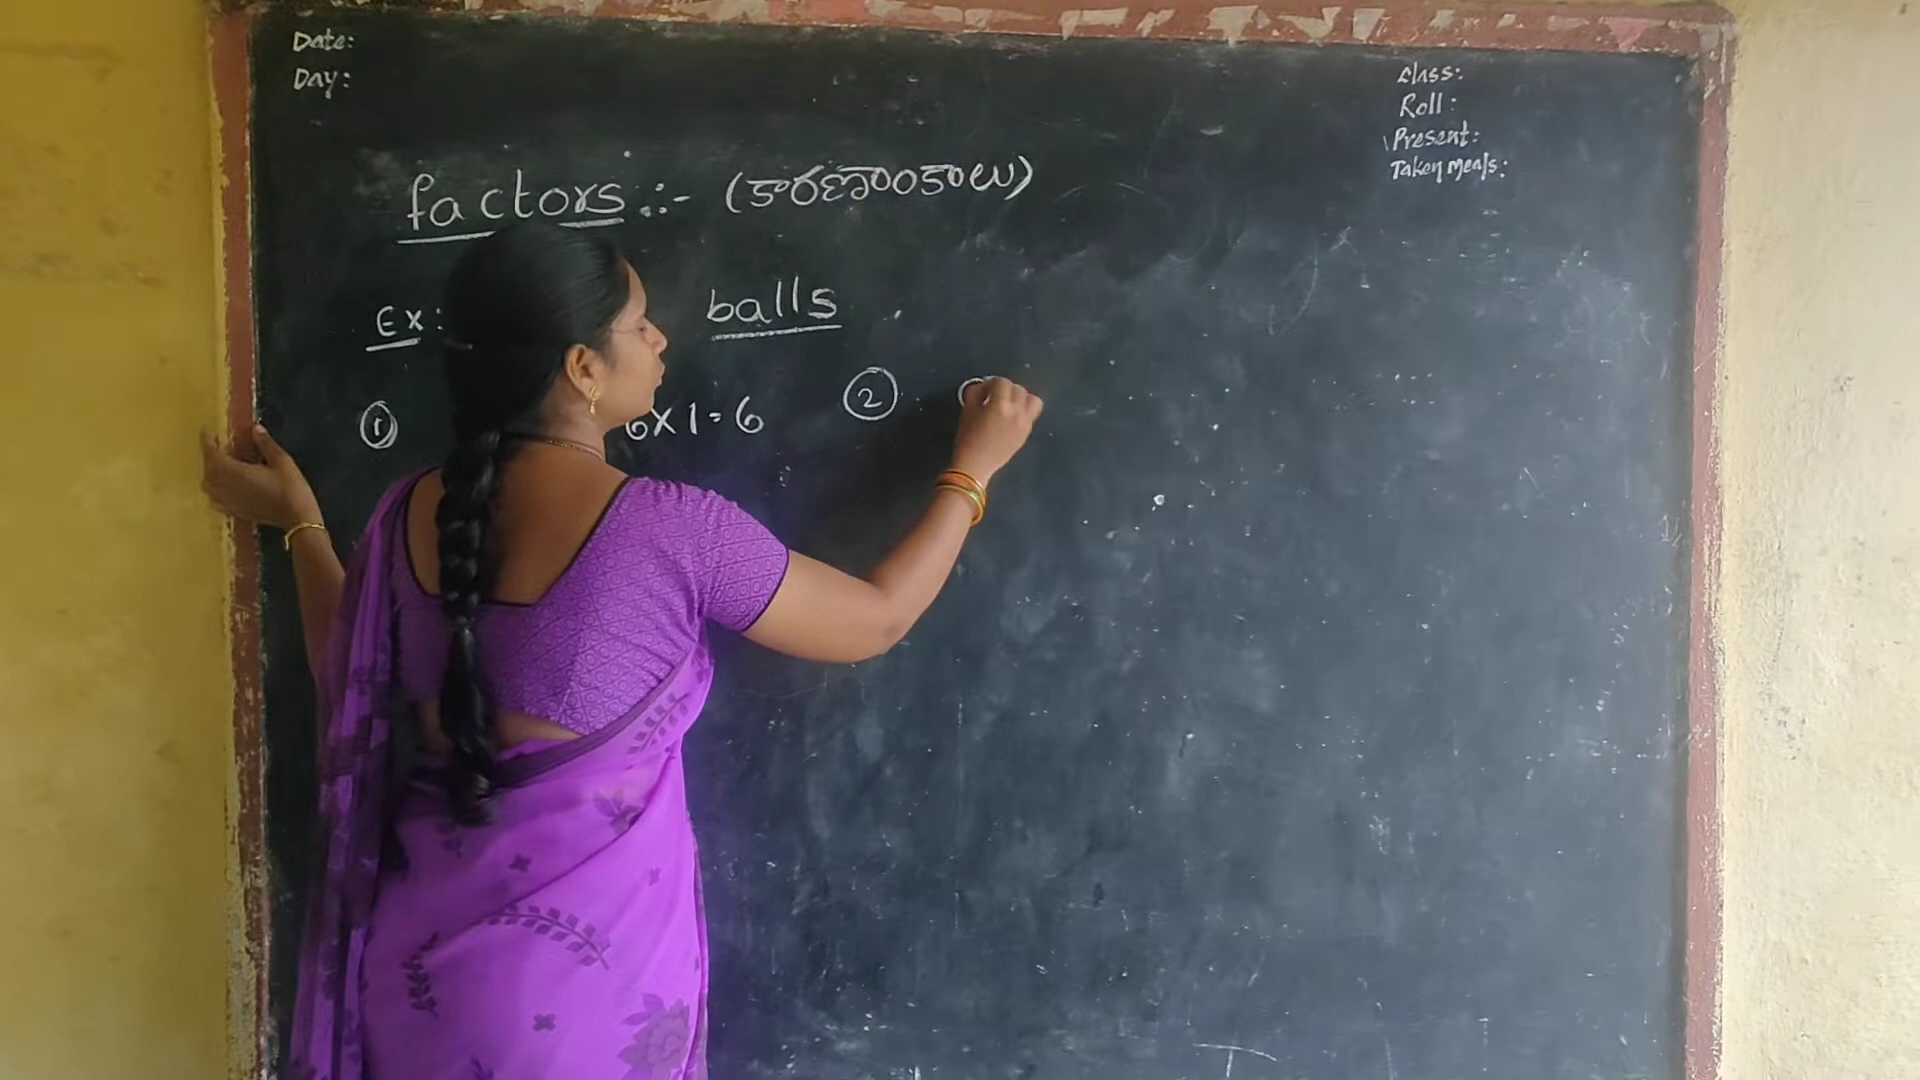 Date:
Day:
Class:
Roll:
Present:
Taken meals:
factors :- (కారణాంకాలు)
Ex: balls
① 6×1=6 ②